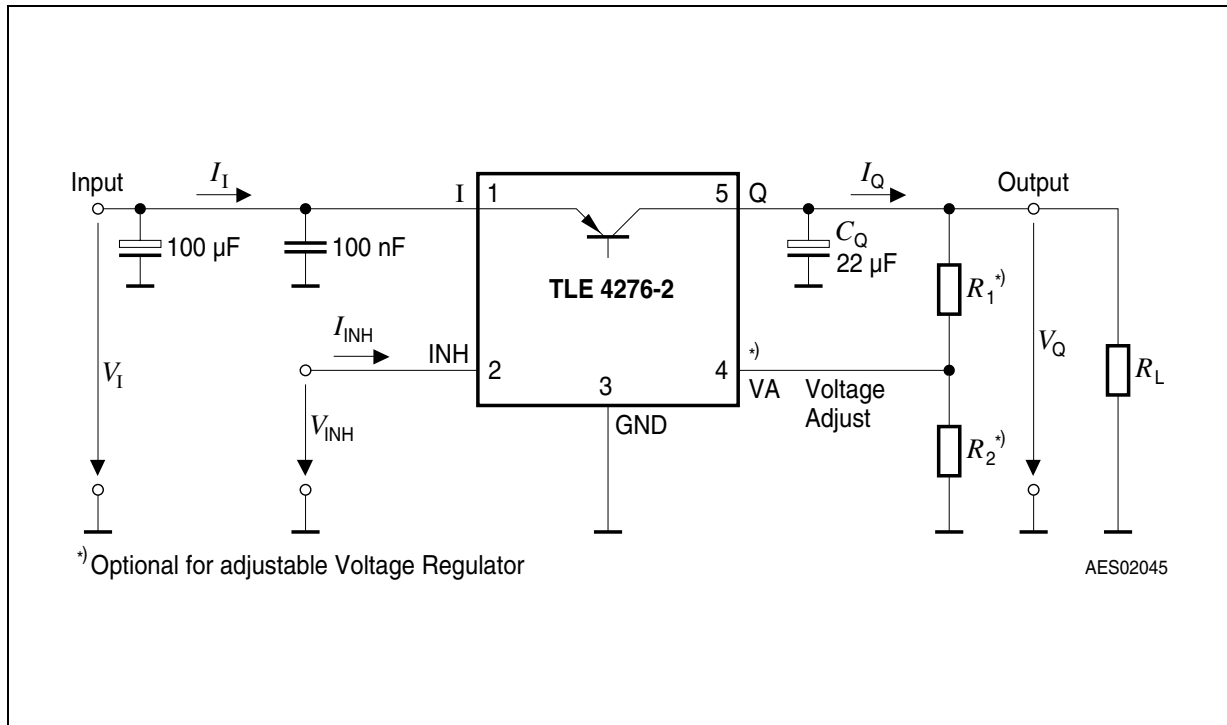 Input
I_I
I
1
5
Q
I_Q
Output
100 µF
100 nF
C_Q
22 µF
TLE 4276-2
R_1*)
I_INH
INH
2
3
4
*)
VA
Voltage
Adjust
V_I
V_Q
R_L
V_INH
GND
R_2*)
*) Optional for adjustable Voltage Regulator
AES02045